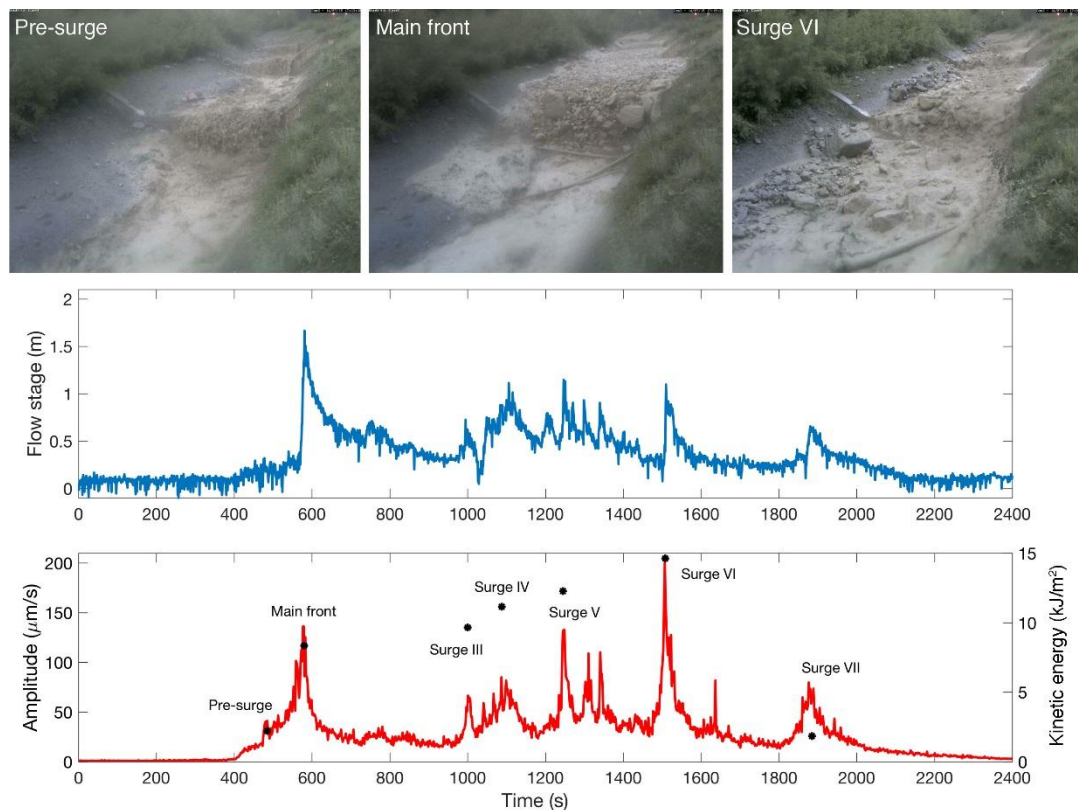 Pre-surge
Main front
Surge VI
Flow stage (m)
2
1.5
1
0.5
0
0 200 400 600 800 1000 1200 1400 1600 1800 2000 2200 2400
Amplitude (μm/s)
200
150
100
50
0
Pre-surge
Main front
Surge III
Surge IV
Surge V
Surge VI
Surge VII
15
10
5
0
Kinetic energy (kJ/m²)
0 200 400 600 800 1000 1200 1400 1600 1800 2000 2200 2400
Time (s)